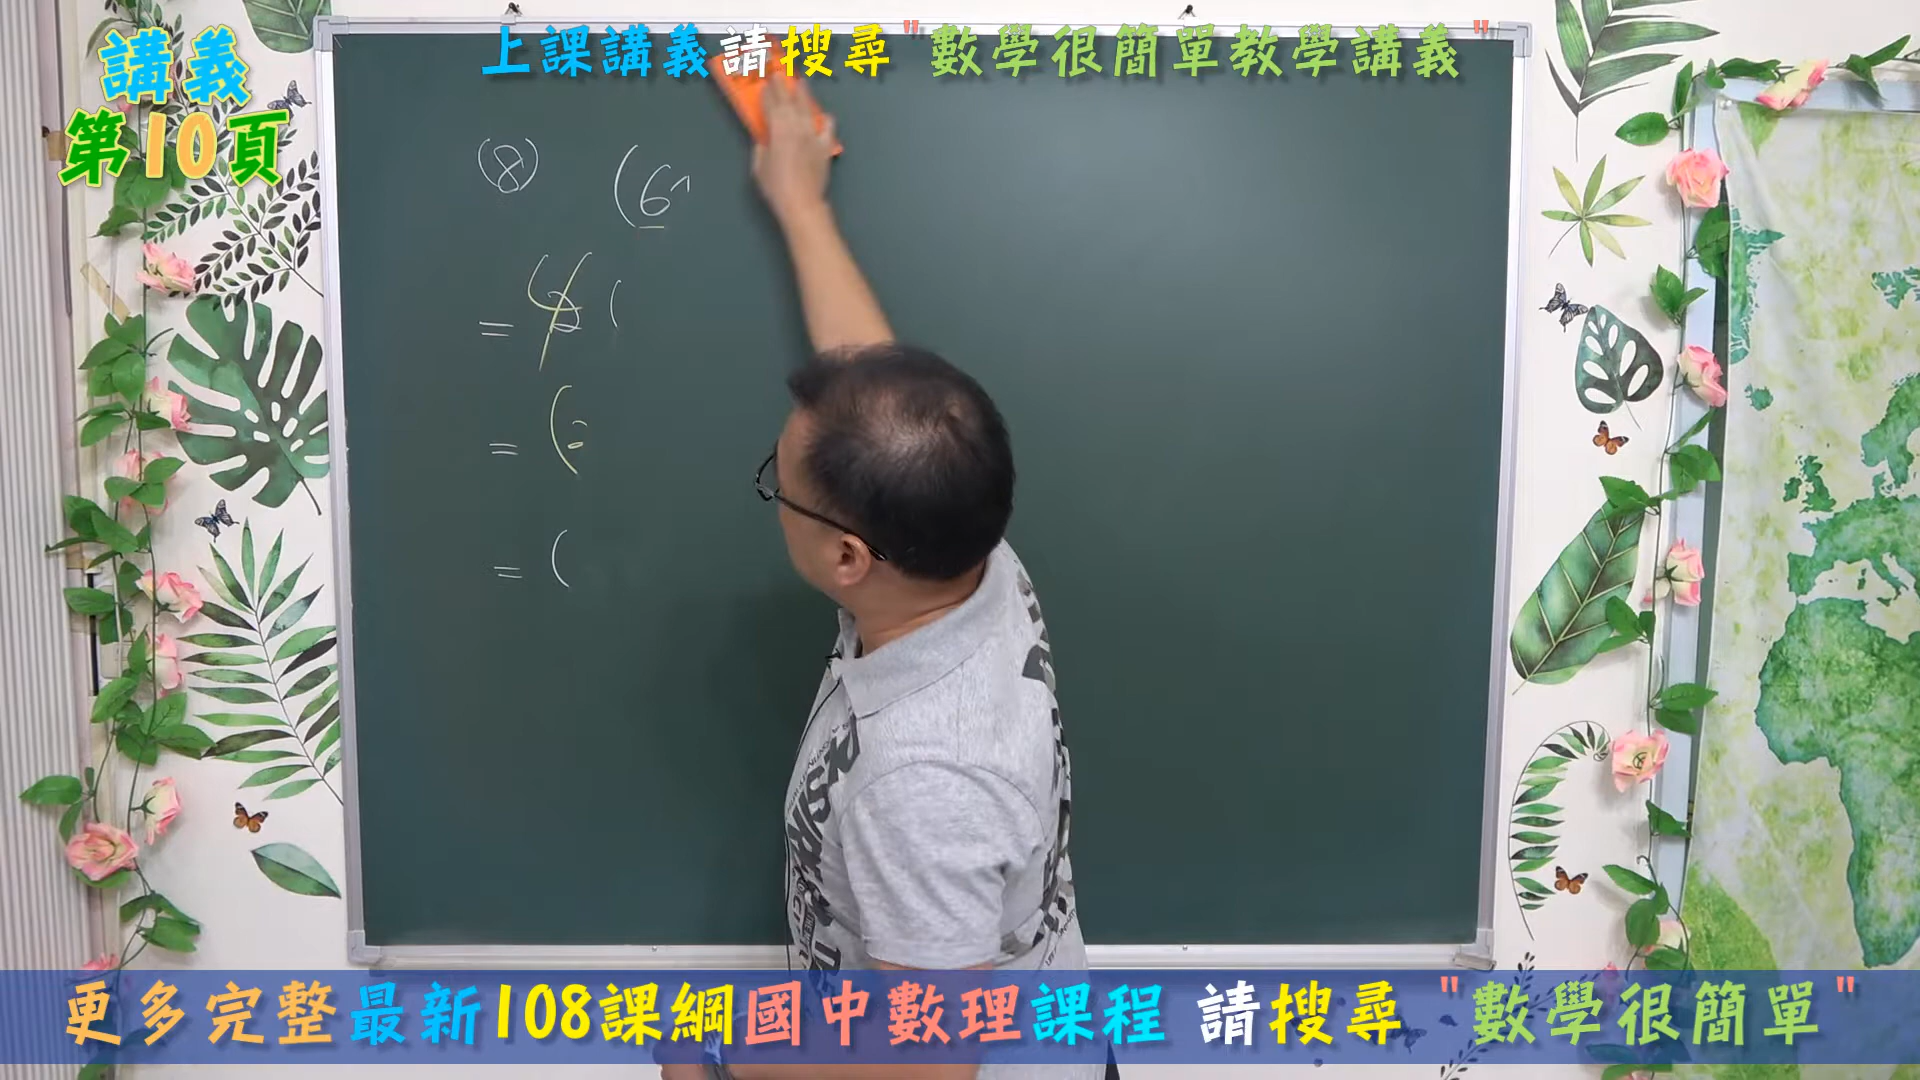 上課講義請搜尋"數學很簡單教學講義"
講義
第10頁
(8) (6
= (2 (
= (
= (
更多完整最新108課綱國中數理課程 請搜尋 "數學很簡單"